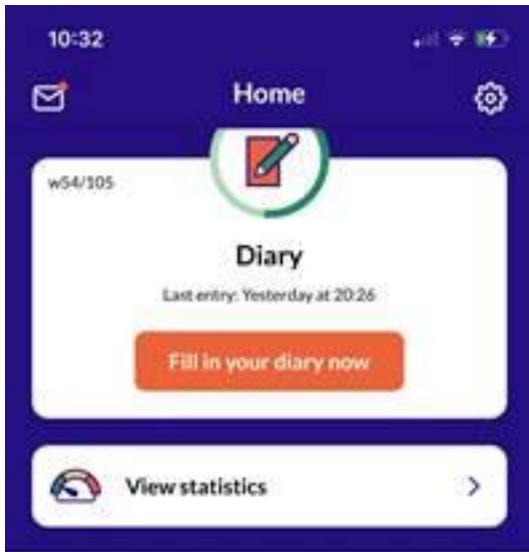 10:32
Home
w54/105
Diary
Last entry: Yesterday at 20:26
Fill in your diary now
View statistics